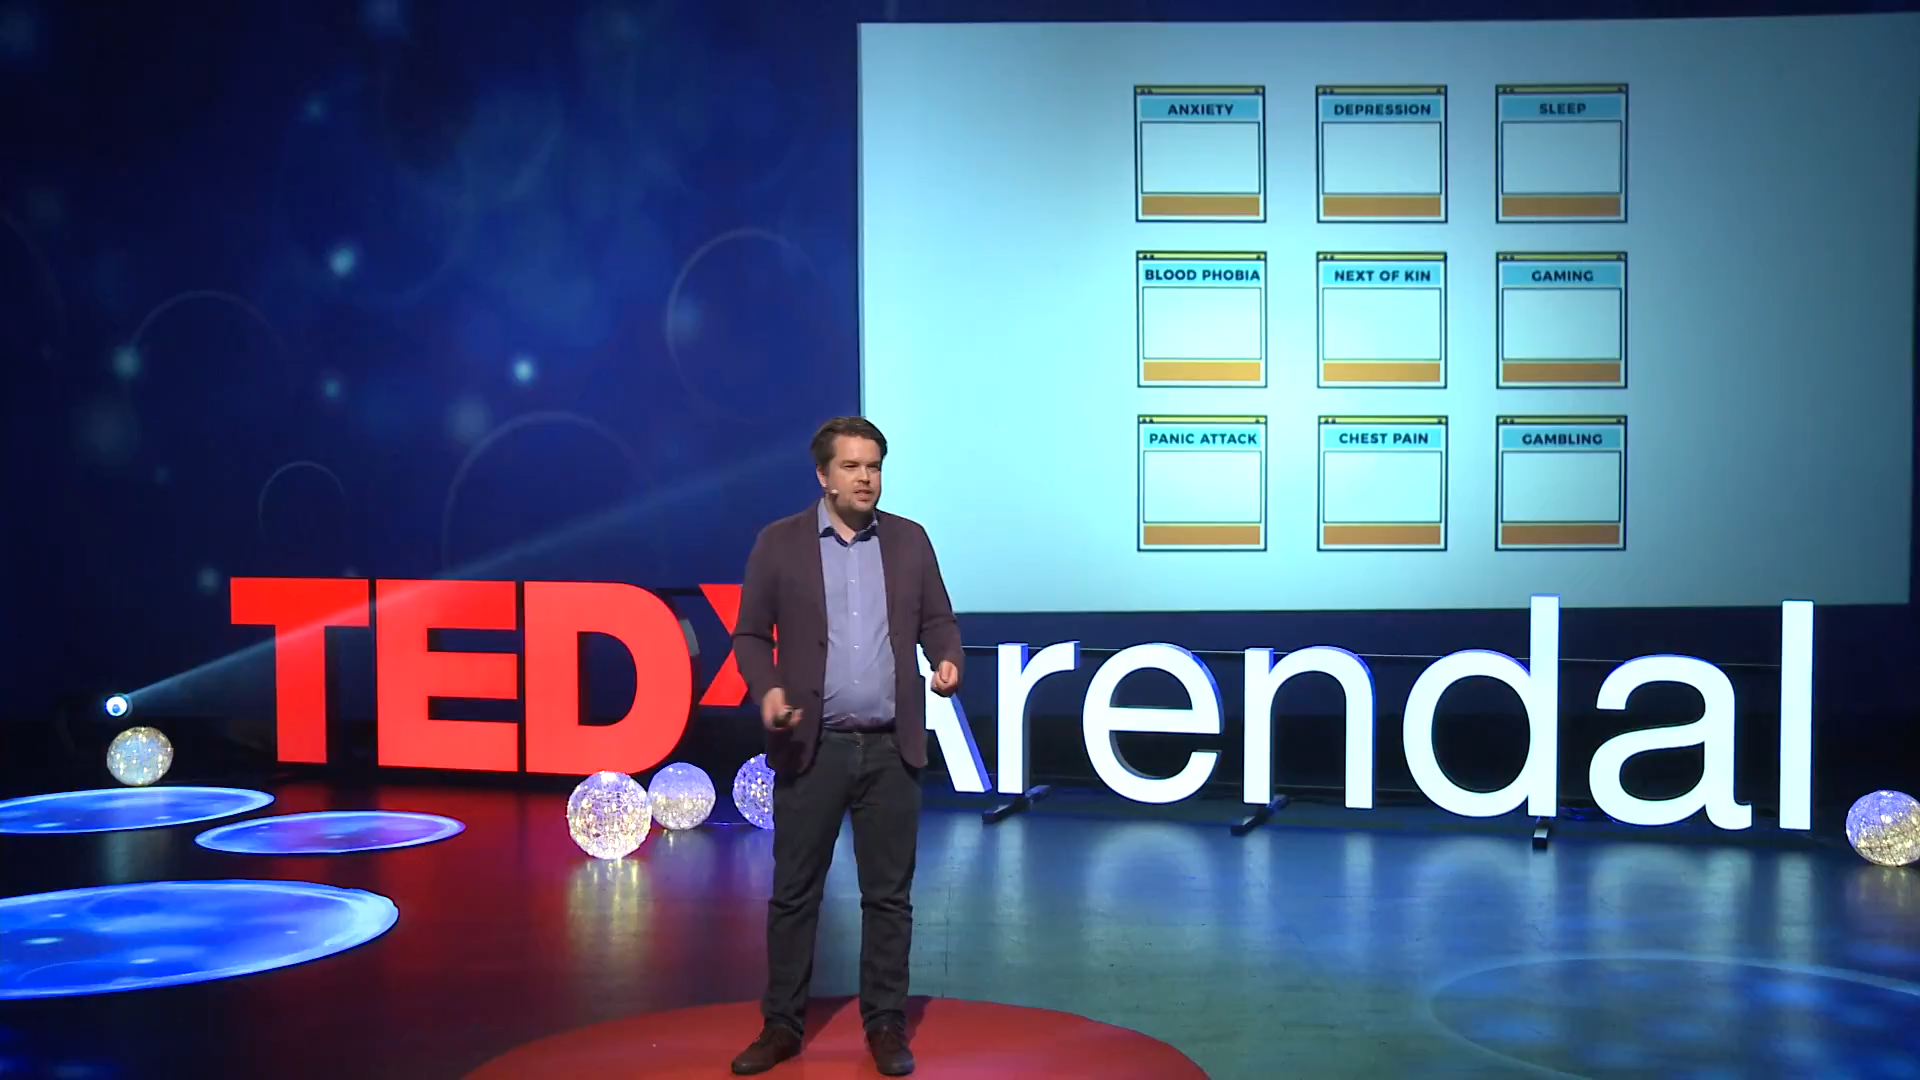 ANXIETY
DEPRESSION
SLEEP
BLOOD PHOBIA
NEXT OF KIN
GAMING
PANIC ATTACK
CHEST PAIN
GAMBLING
TEDx Arendal